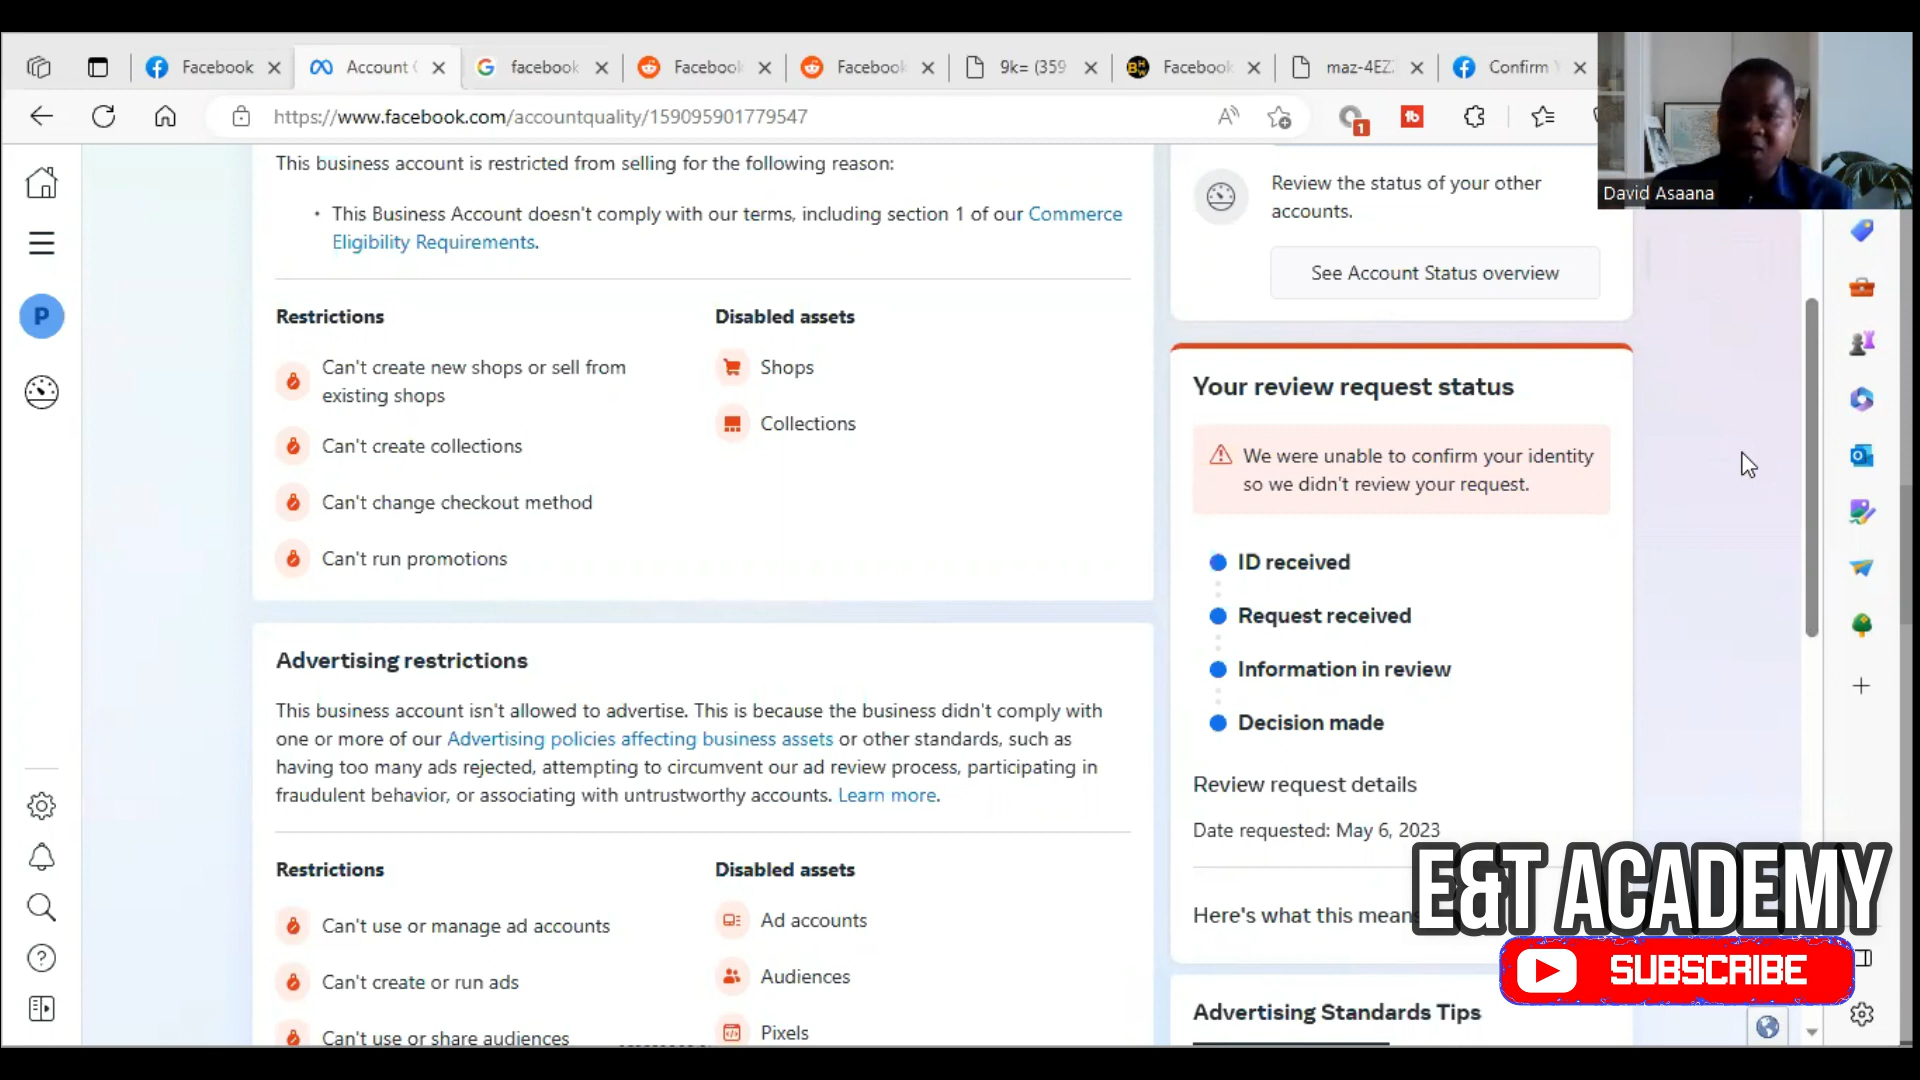 Facebook
Account
facebook
Facebook
Facebook
9k= (359
Facebook
maz-4EZ
Confirm
https://www.facebook.com/accountquality/159095901779547
1
David Asaana
P
This business account is restricted from selling for the following reason:
• This Business Account doesn't comply with our terms, including section 1 of our Commerce
Eligibility Requirements.
Restrictions
Can't create new shops or sell from
existing shops
Can't create collections
Can't change checkout method
Can't run promotions
Disabled assets
Shops
Collections
Advertising restrictions
This business account isn't allowed to advertise. This is because the business didn't comply with
one or more of our Advertising policies affecting business assets or other standards, such as
having too many ads rejected, attempting to circumvent our ad review process, participating in
fraudulent behavior, or associating with untrustworthy accounts. Learn more.
Restrictions
Can't use or manage ad accounts
Can't create or run ads
Can't use or share audiences
Disabled assets
Ad accounts
Audiences
Pixels
Review the status of your other
accounts.
See Account Status overview
Your review request status
We were unable to confirm your identity
so we didn't review your request.
ID received
Request received
Information in review
Decision made
Review request details
Date requested: May 6, 2023
Here's what this means
Advertising Standards Tips
E&T ACADEMY
SUBSCRIBE